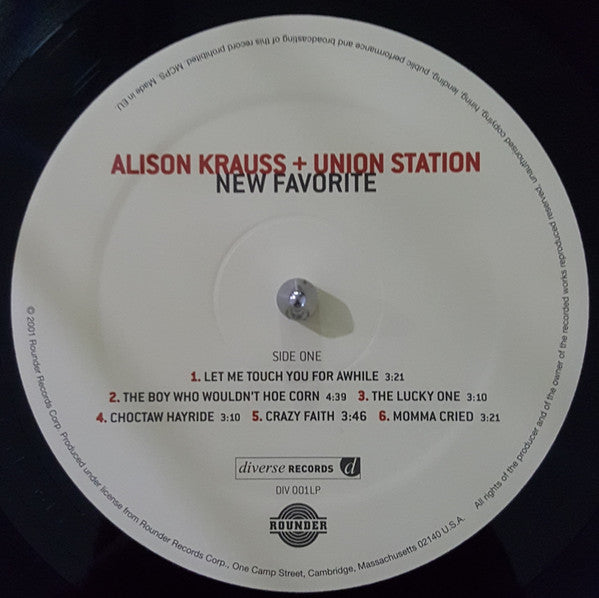 ALISON KRAUSS + UNION STATION
NEW FAVORITE
SIDE ONE
1. LET ME TOUCH YOU FOR AWHILE 3:21
2. THE BOY WHO WOULDN'T HOE CORN 4:39 3. THE LUCKY ONE 3:10
4. CHOCTAW HAYRIDE 3:10 5. CRAZY FAITH 3:46 6. MOMMA CRIED 3:21
diverse RECORDS d
DIV 001LP
ROUNDER
© 2001 Rounder Records Corp. Produced under license from Rounder Records Corp., One Camp Street, Cambridge, Massachusetts 02140 U.S.A. All rights of the producer and of the owner of the recorded works reproduced reserved, unauthorised copying, hiring, lending, public performance and broadcasting of this record prohibited. MCPS. Made in EU